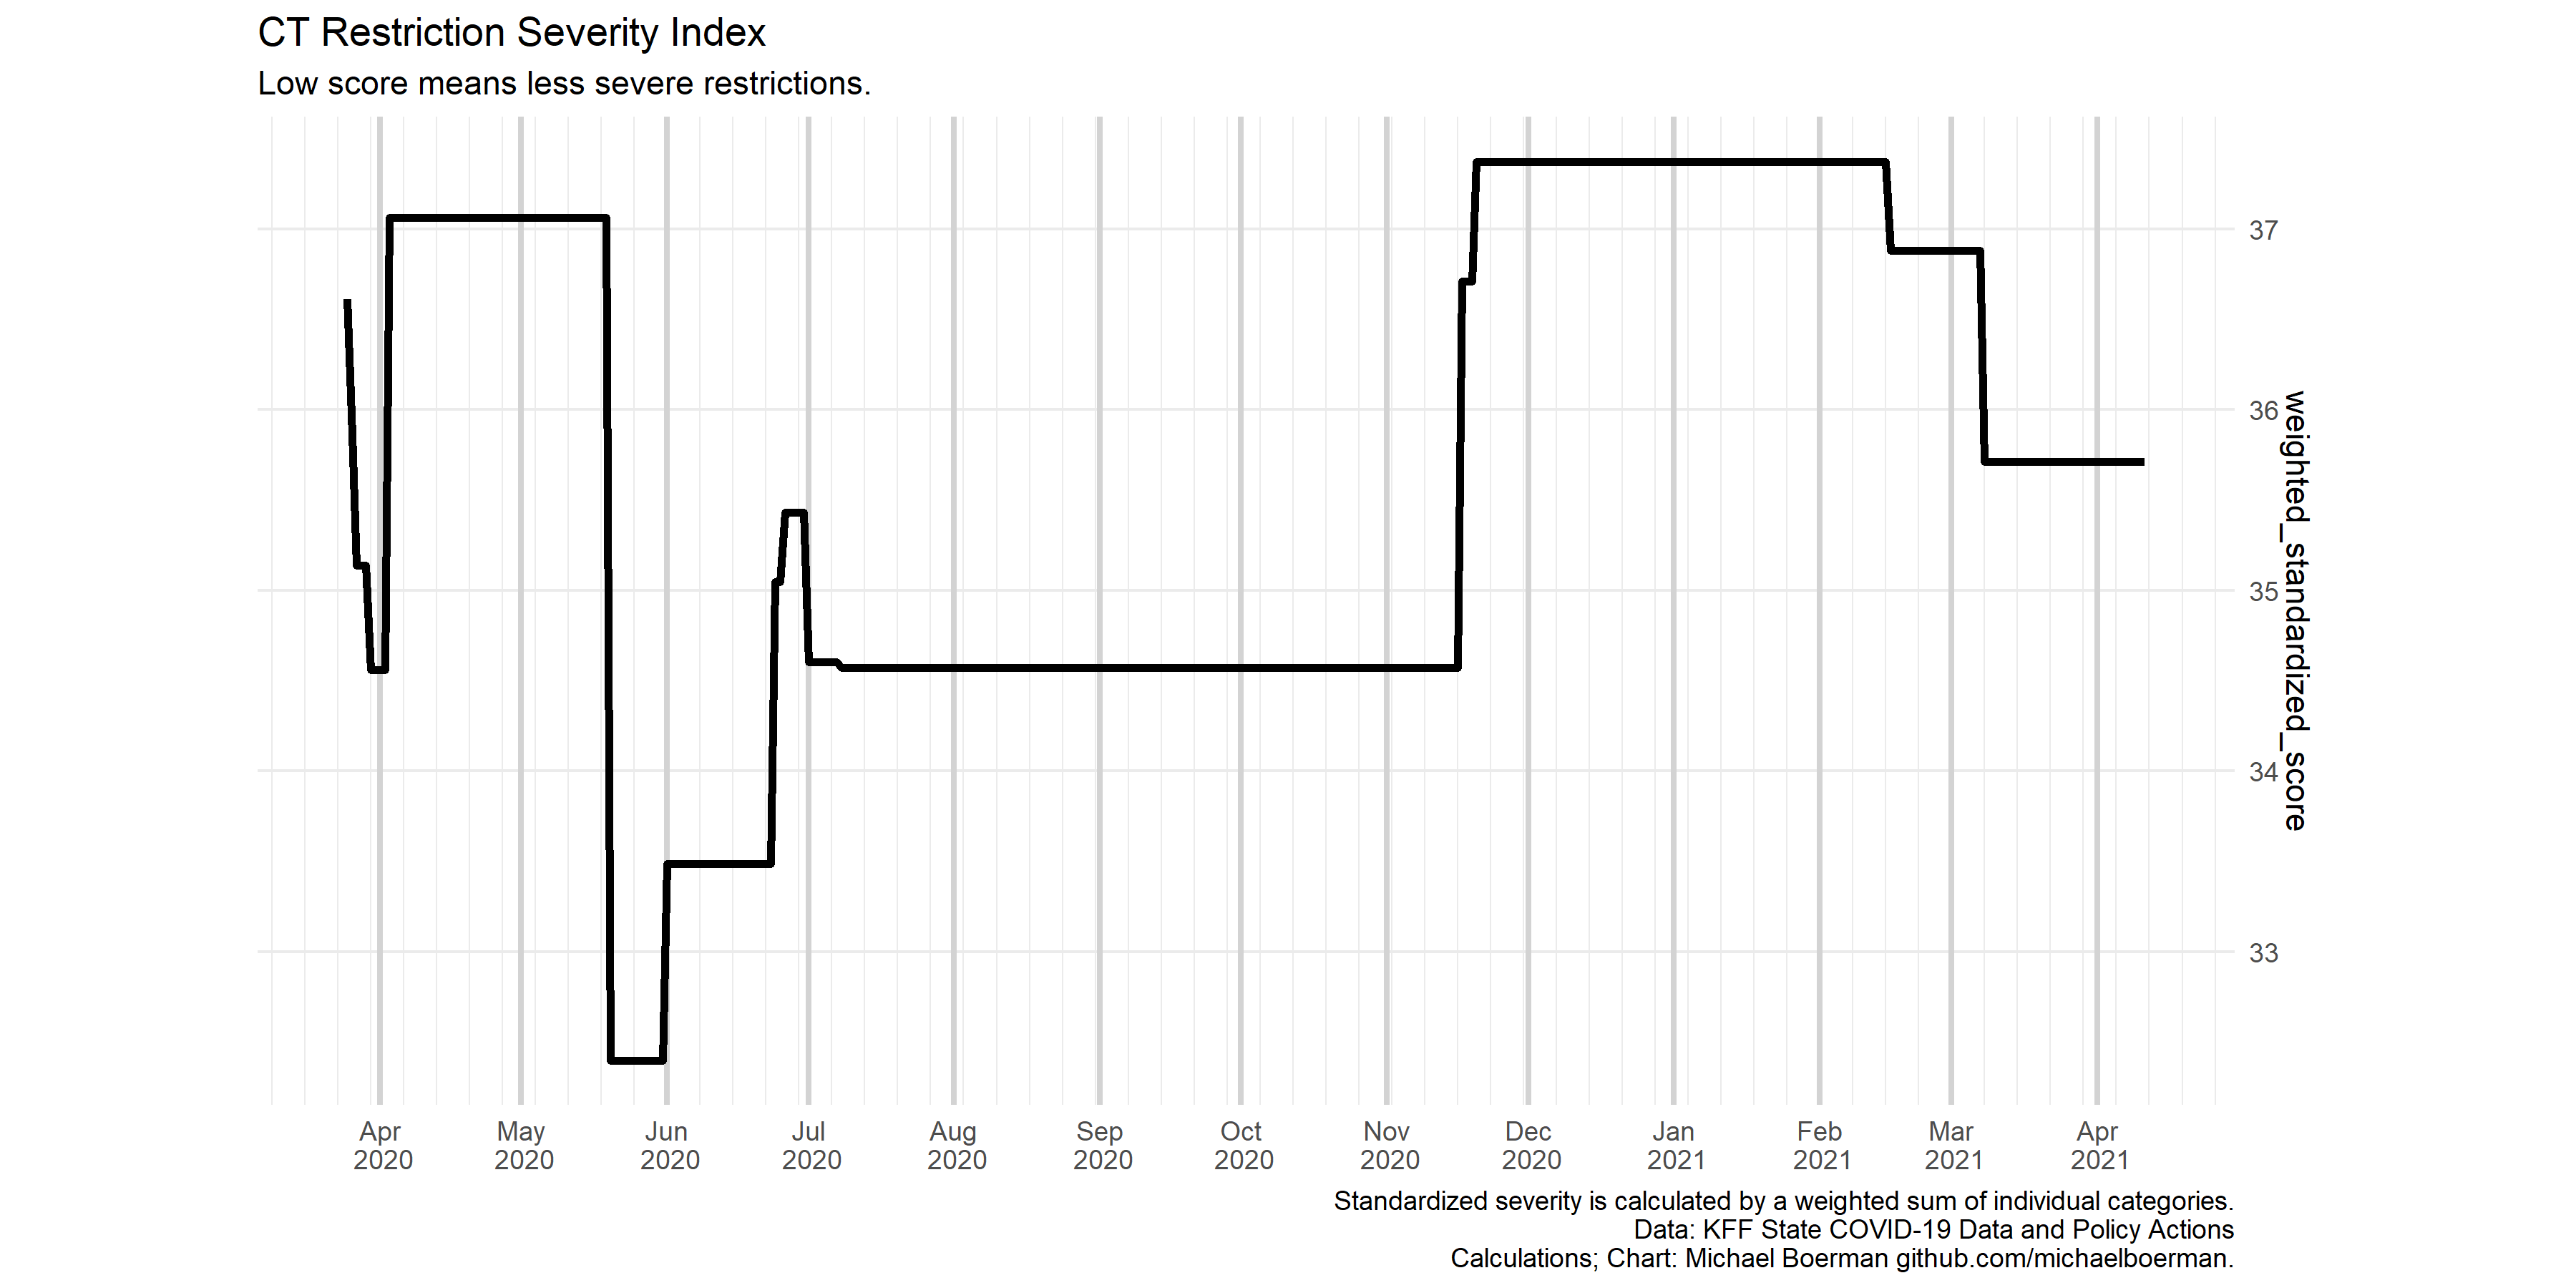 CT Restriction Severity Index
Low score means less severe restrictions.
37
36
35
34
33
weighted_standardized_score
Apr 2020
May 2020
Jun 2020
Jul 2020
Aug 2020
Sep 2020
Oct 2020
Nov 2020
Dec 2020
Jan 2021
Feb 2021
Mar 2021
Apr 2021
Standardized severity is calculated by a weighted sum of individual categories.
Data: KFF State COVID-19 Data and Policy Actions
Calculations; Chart: Michael Boerman github.com/michaelboerman.